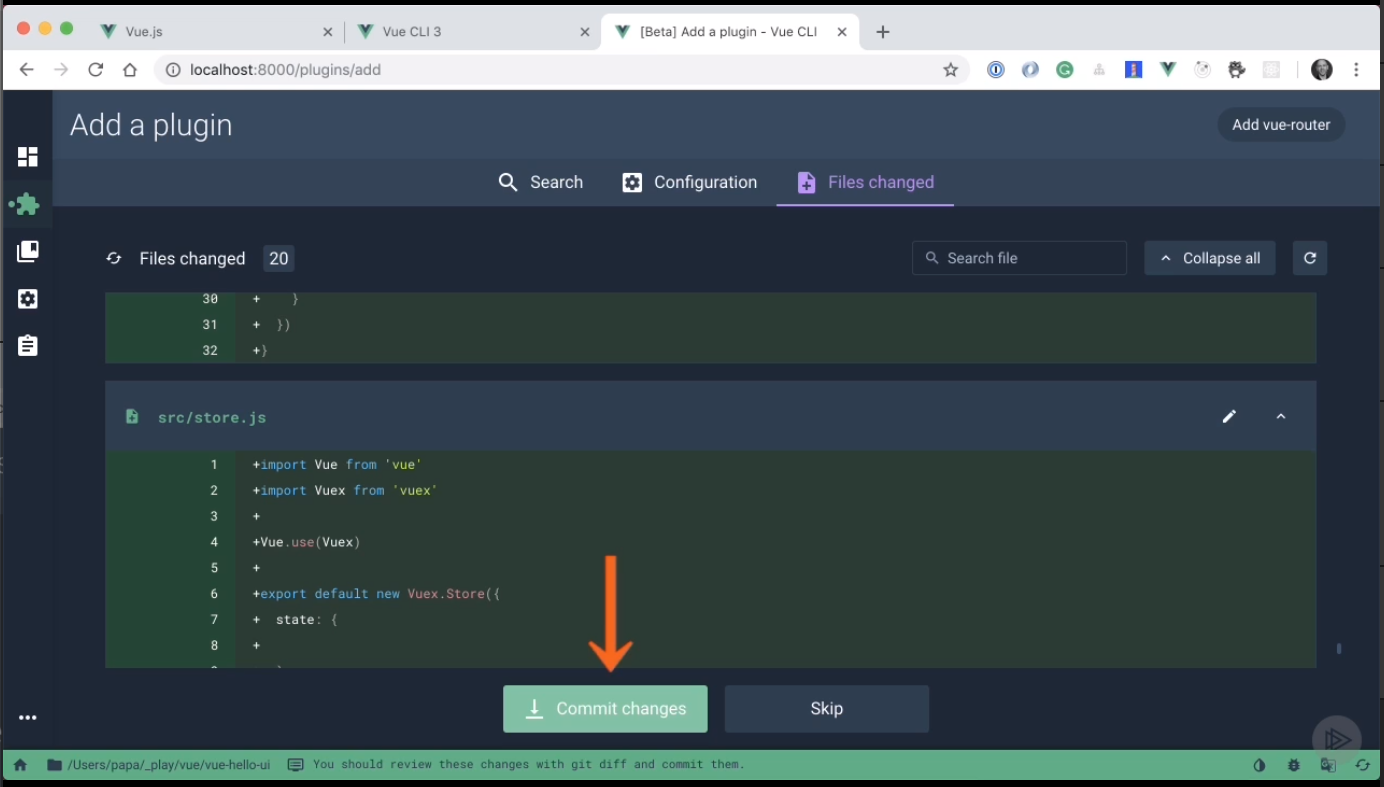 Vue.js
Vue CLI 3
[Beta] Add a plugin - Vue CLI
localhost:8000/plugins/add
Add a plugin
Add vue-router
Search
Configuration
Files changed
Files changed 20
Search file
Collapse all
30 + }
31 + })
32 +}
src/store.js
1 +import Vue from 'vue'
2 +import Vuex from 'vuex'
3 +
4 +Vue.use(Vuex)
5 +
6 +export default new Vuex.Store({
7 + state: {
8 +
Commit changes
Skip
/Users/papa/_play/vue/vue-hello-ui
You should review these changes with git diff and commit them.